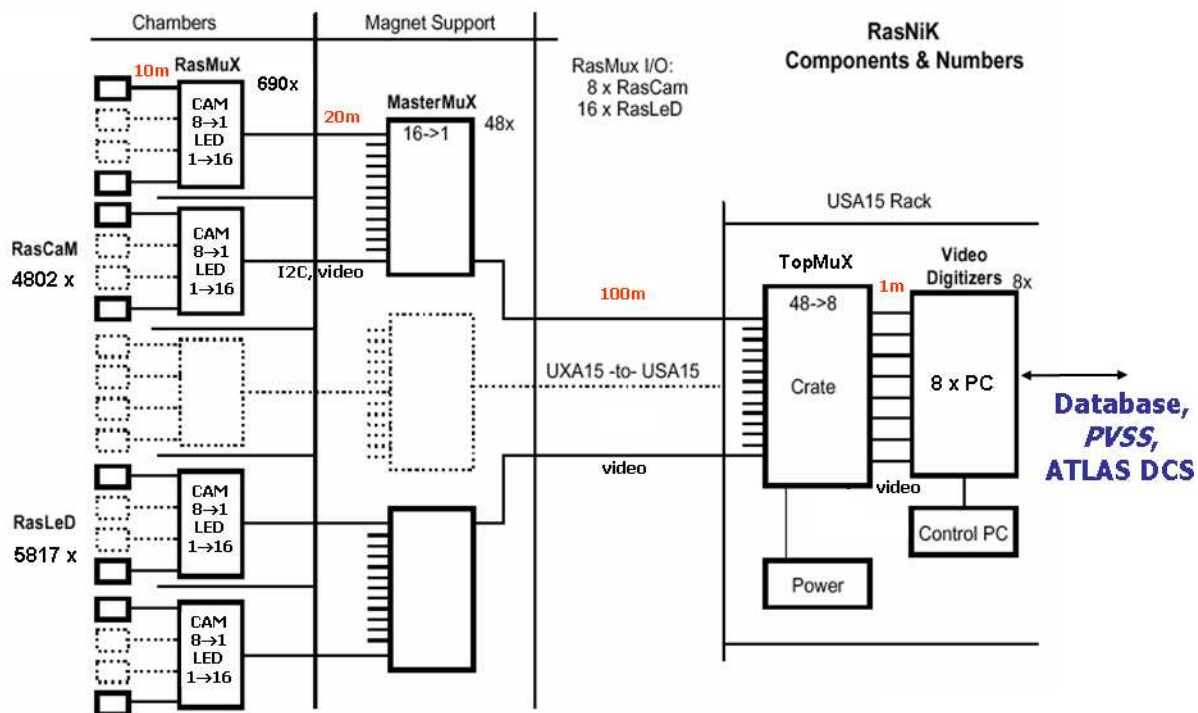 Chambers
Magnet Support
RasNiK
Components & Numbers
10m
RasMuX
690x
RasMux I/O:
8 x RasCam
16 x RasLeD
CAM
8→1
LED
1→16
20m
MasterMuX
16->1
48x
USA15 Rack
RasCaM
4802 x
CAM
8→1
LED
1→16
I2C, video
TopMuX
Video
Digitizers
8x
100m
1m
48->8
UXA15 -to- USA15
Crate
8 x PC
Database,
PVSS,
ATLAS DCS
video
video
RasLeD
5817 x
CAM
8→1
LED
1→16
Control PC
Power
CAM
8→1
LED
1→16